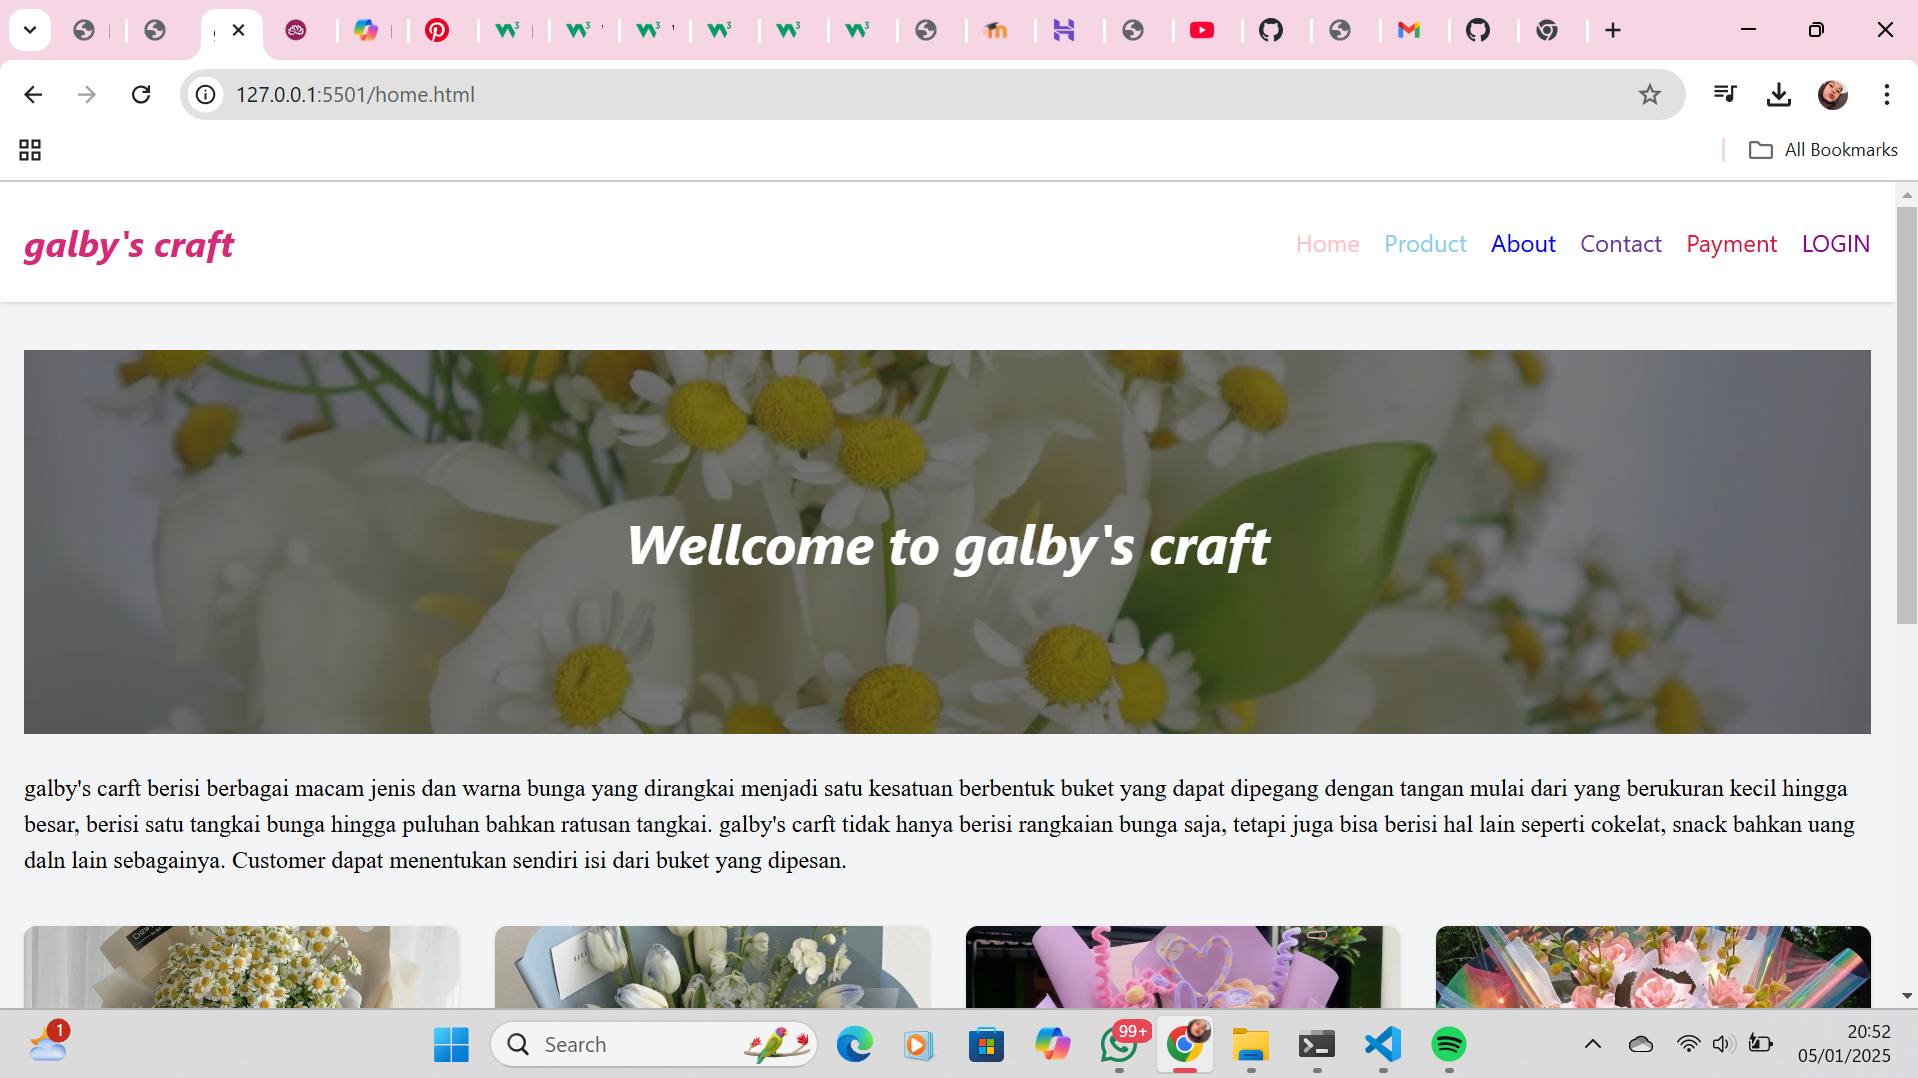 127.0.0.1:5501/home.html
All Bookmarks
galby's craft
Home Product About Contact Payment LOGIN
Wellcome to galby's craft
galby's carft berisi berbagai macam jenis dan warna bunga yang dirangkai menjadi satu kesatuan berbentuk buket yang dapat dipegang dengan tangan mulai dari yang berukuran kecil hingga
besar, berisi satu tangkai bunga hingga puluhan bahkan ratusan tangkai. galby's carft tidak hanya berisi rangkaian bunga saja, tetapi juga bisa berisi hal lain seperti cokelat, snack bahkan uang
daln lain sebagainya. Customer dapat menentukan sendiri isi dari buket yang dipesan.
1
Search
99+
20:52
05/01/2025